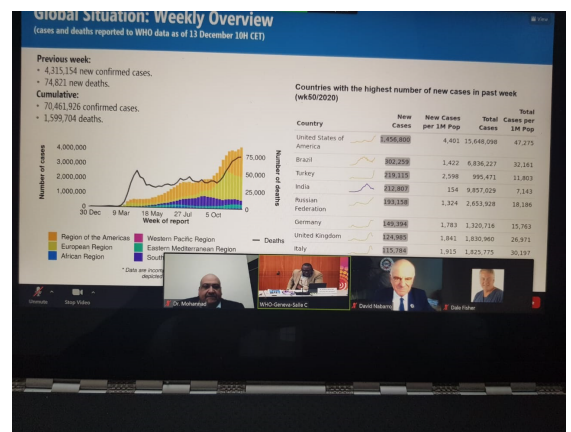 Global Situation: Weekly Overview
(cases and deaths reported to WHO data as of 13 December 10H CET)
View
Previous week:
• 4,315,154 new confirmed cases.
• 74,821 new deaths.
Cumulative:
• 70,461,926 confirmed cases.
• 1,599,704 deaths.
Number of cases
4,000,000
3,000,000
2,000,000
1,000,000
0
75,000
50,000
25,000
0
Number of deaths
30 Dec 9 Mar 18 May 27 Jul 5 Oct
Week of report
Region of the Americas
European Region
African Region
Western Pacific Region
Eastern Mediterranean Region
South
Deaths
* Data are incom
depicted
Countries with the highest number of new cases in past week
(wk50/2020)
Country New Cases New Cases per 1M Pop Total Cases Total Cases per 1M Pop
United States of America 1,456,800 4,401 15,648,098 47,275
Brazil 302,259 1,422 6,836,227 32,161
Turkey 219,115 2,598 995,471 11,803
India 212,807 154 9,857,029 7,143
Russian Federation 193,158 1,324 2,653,928 18,186
Germany 149,394 1,783 1,320,716 15,763
United Kingdom 124,985 1,841 1,830,960 26,971
Italy 115,784 1,915 1,825,775 30,197
Unmute
Stop Video
Dr. Mohannad
WHO-Geneva-Salle C
David Nabarro
Dale Fisher